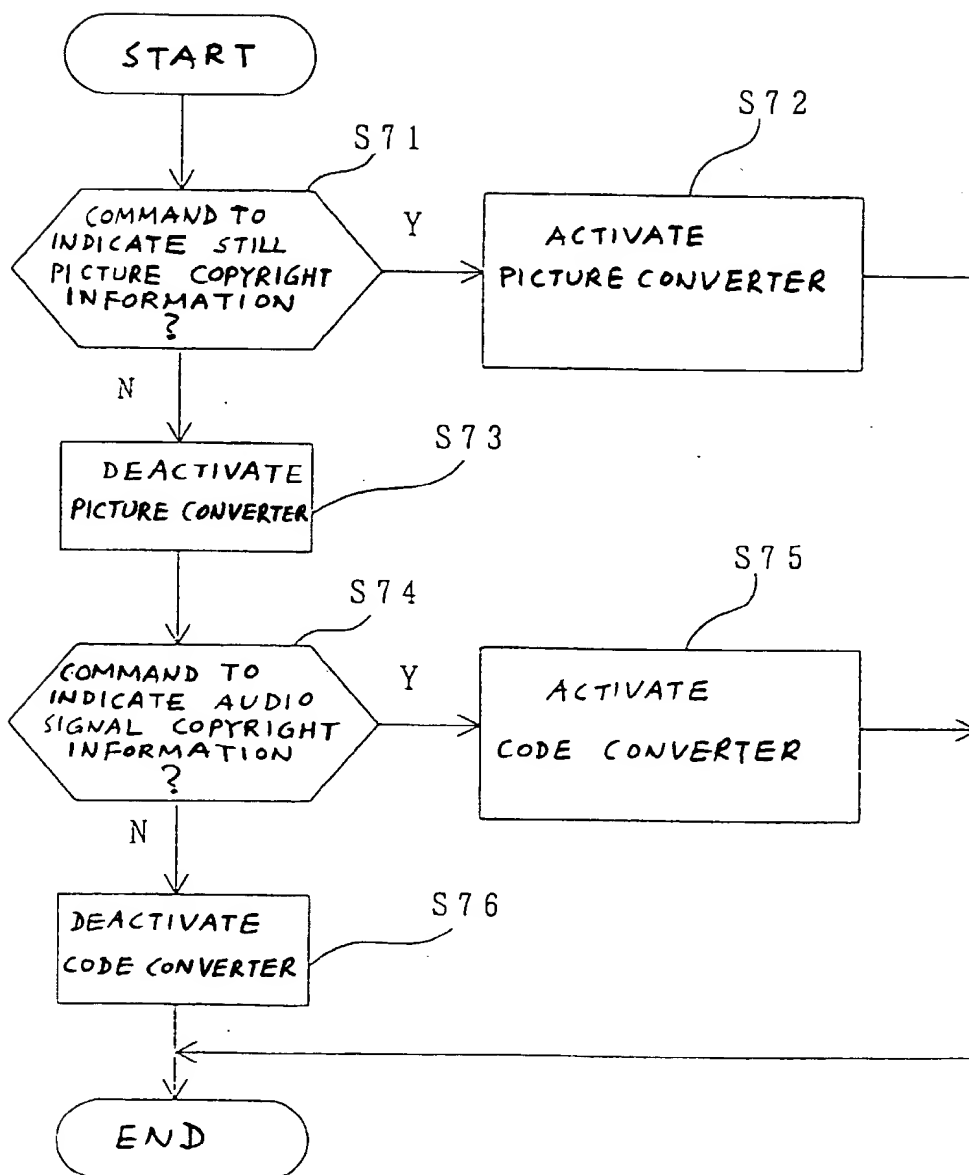 START
S71
COMMAND TO
INDICATE STILL
PICTURE COPYRIGHT
INFORMATION
?
Y
S72
ACTIVATE
PICTURE CONVERTER
N
S73
DEACTIVATE
PICTURE CONVERTER
S74
COMMAND TO
INDICATE AUDIO
SIGNAL COPYRIGHT
INFORMATION
?
Y
S75
ACTIVATE
CODE CONVERTER
N
S76
DEACTIVATE
CODE CONVERTER
END